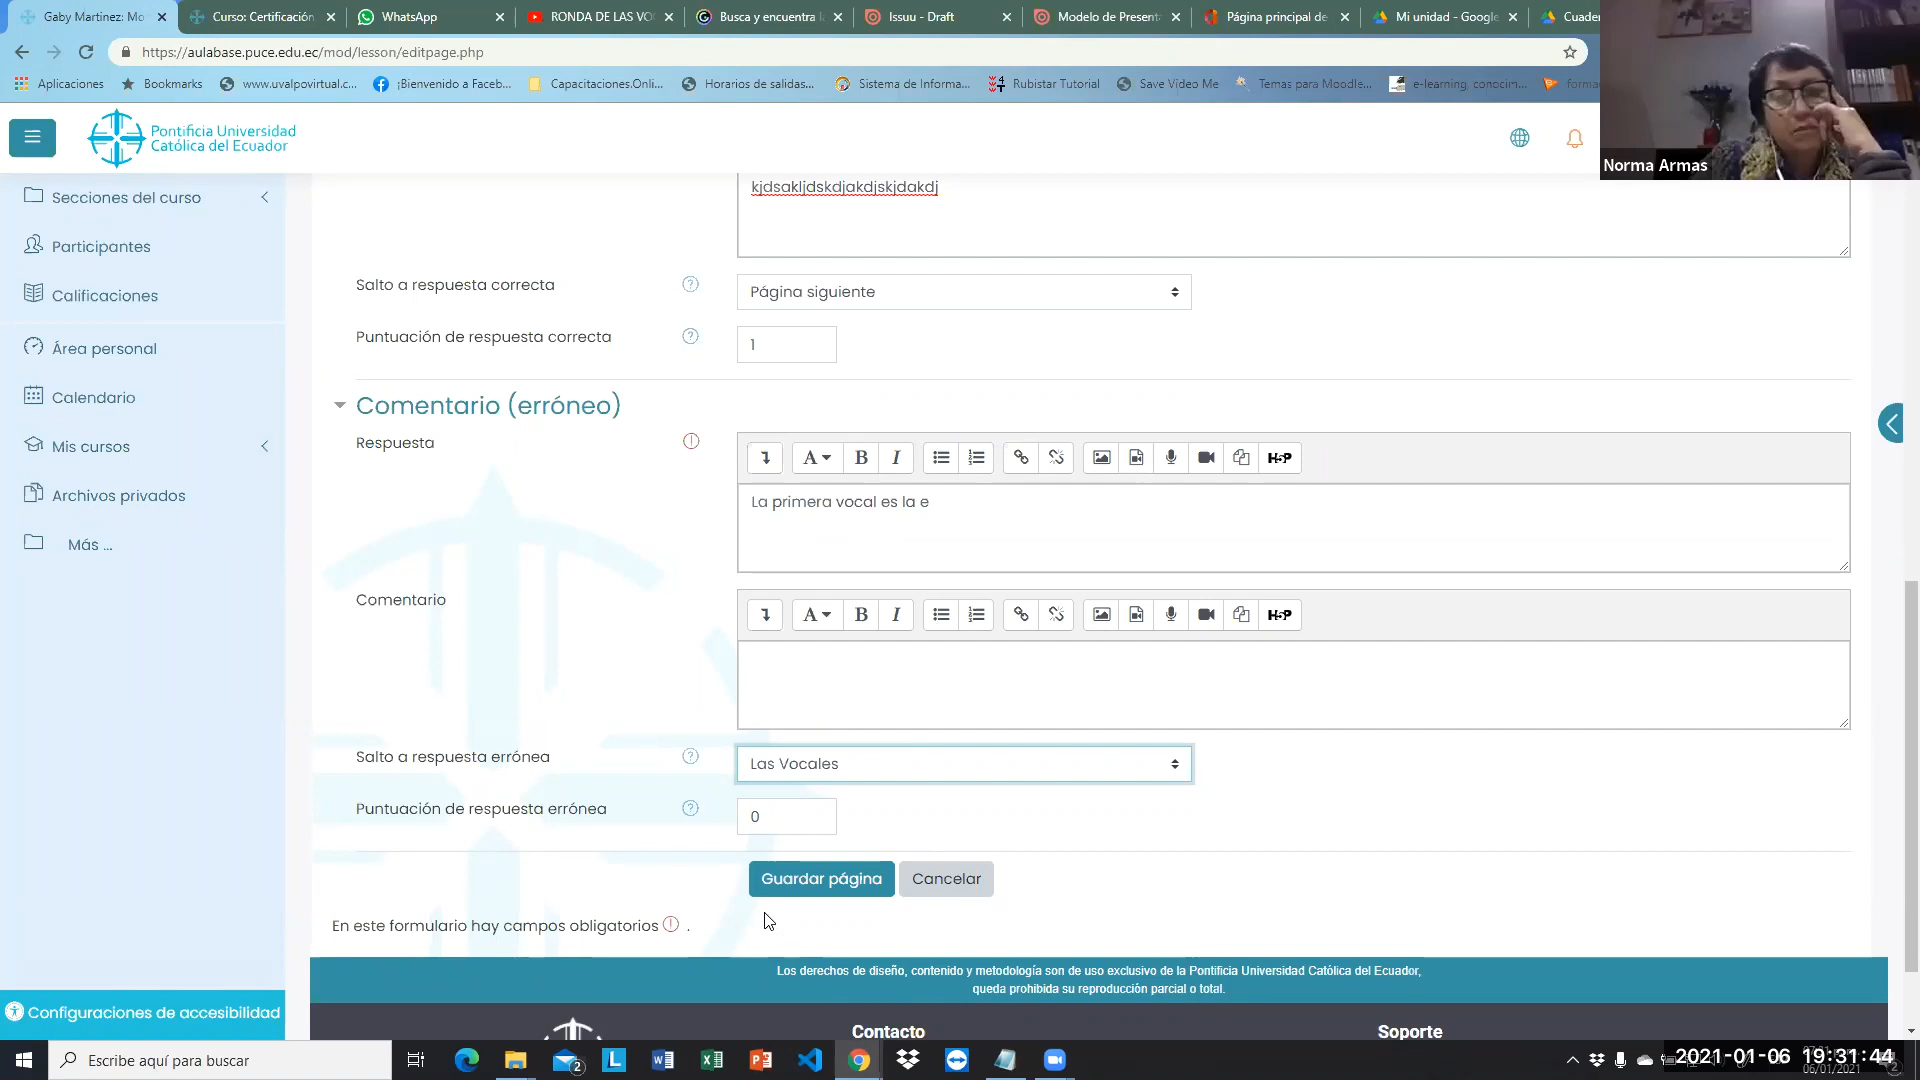 Gaby Martinez: Mo
Curso: Certificación
WhatsApp
RONDA DE LAS VO
Busca y encuentra l
Issuu - Draft
Modelo de Present
Página principal de
Mi unidad - Google
Cuade
https://aulabase.puce.edu.ec/mod/lesson/editpage.php
Aplicaciones
Bookmarks
www.uvalpovirtual.c...
¡Bienvenido a Faceb...
Capacitaciones.Onli...
Horarios de salidas...
Sistema de Informa...
Rubistar Tutorial
Save Video Me
Temas para Moodle...
e-learning, conocim...
forma
Pontificia Universidad
Católica del Ecuador
Norma Armas
Secciones del curso
Participantes
Calificaciones
Área personal
Calendario
Mis cursos
Archivos privados
Más ...
Configuraciones de accesibilidad
kjdsakljdskdjakdjskjdakdj
Salto a respuesta correcta
Página siguiente
Puntuación de respuesta correcta
1
Comentario (erróneo)
Respuesta
A B I H5P
La primera vocal es la e
Comentario
A B I H5P
Salto a respuesta errónea
Las Vocales
Puntuación de respuesta errónea
0
Guardar página
Cancelar
En este formulario hay campos obligatorios .
Los derechos de diseño, contenido y metodología son de uso exclusivo de la Pontificia Universidad Católica del Ecuador,
queda prohibida su reproducción parcial o total.
Contacto
Soporte
Escribe aquí para buscar
2021-01-06 19:31:44
06/01/2021